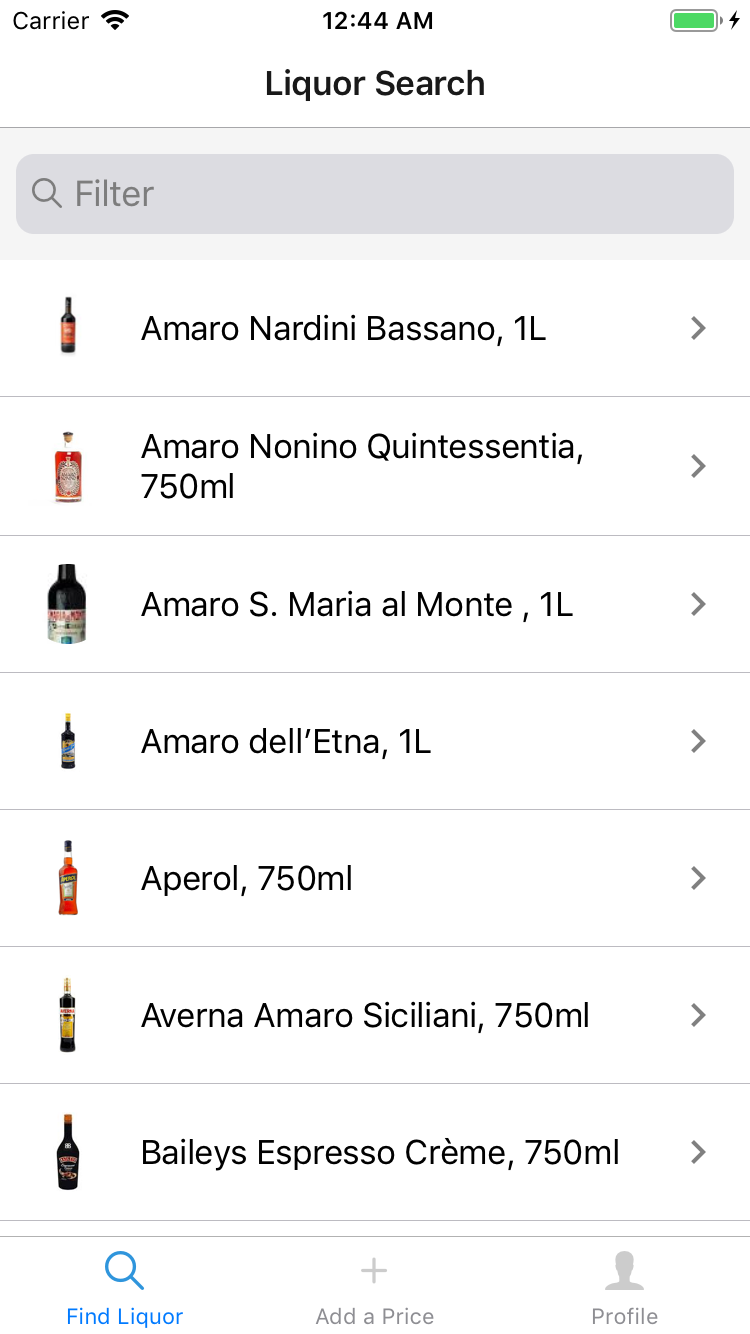 Carrier 12:44 AM
Liquor Search
Filter
Amaro Nardini Bassano, 1L
Amaro Nonino Quintessentia,
750ml
Amaro S. Maria al Monte , 1L
Amaro dell’Etna, 1L
APEROL
Aperol, 750ml
AVERNA
Averna Amaro Siciliani, 750ml
Baileys Espresso Crème, 750ml
Find Liquor Add a Price Profile